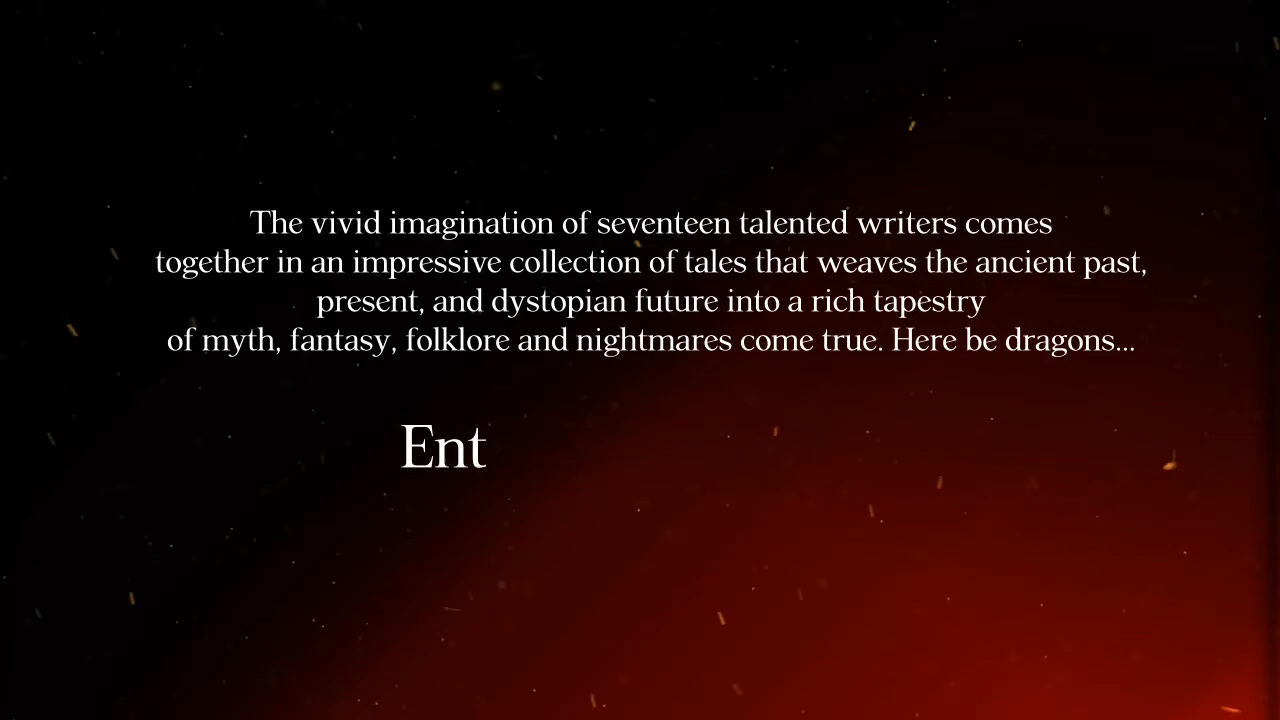 The vivid imagination of seventeen talented writers comes
together in an impressive collection of tales that weaves the ancient past,
present, and dystopian future into a rich tapestry
of myth, fantasy, folklore and nightmares come true. Here be dragons...
Ent